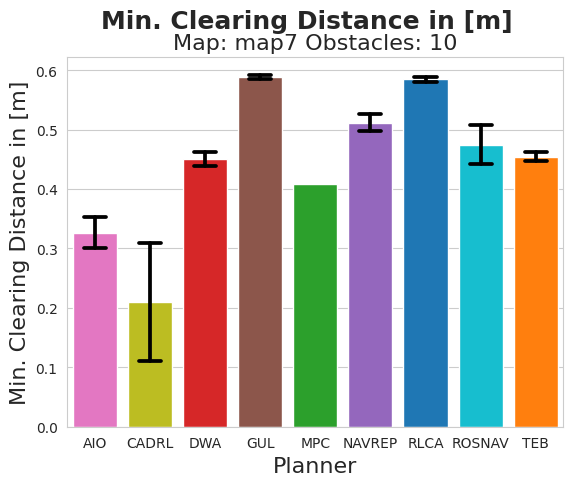 Min. Clearing Distance in [m]
Map: map7 Obstacles: 10
Min. Clearing Distance in [m]
0.6
0.5
0.4
0.3
0.2
0.1
0.0
AIO CADRL DWA GUL MPC NAVREP RLCA ROSNAV TEB
Planner